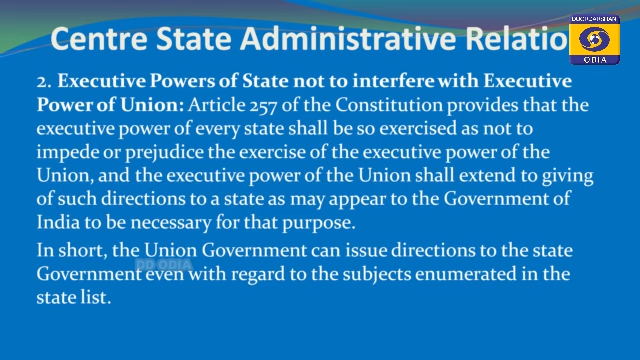 Centre State Administrative Relatio
DOORDARSHAN
ODIA
2. Executive Powers of State not to interfere with Executive
Power of Union: Article 257 of the Constitution provides that the
executive power of every state shall be so exercised as not to
impede or prejudice the exercise of the executive power of the
Union, and the executive power of the Union shall extend to giving
of such directions to a state as may appear to the Government of
India to be necessary for that purpose.
In short, the Union Government can issue directions to the state
DD ODIA
Government even with regard to the subjects enumerated in the
state list.